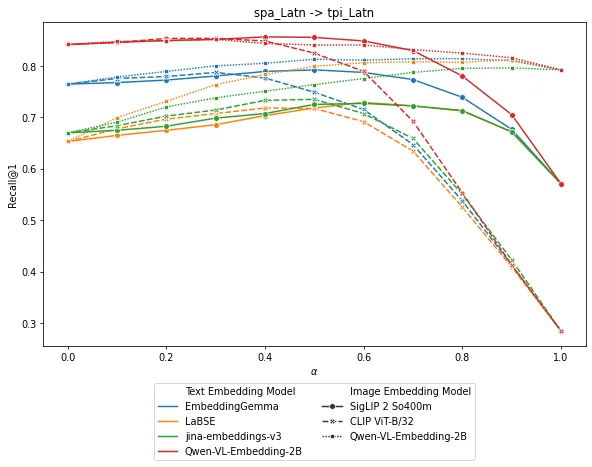 spa_Latn -> tpi_Latn
Recall@1
0.8
0.7
0.6
0.5
0.4
0.3
0.0 0.2 0.4 0.6 0.8 1.0
α
Text Embedding Model Image Embedding Model
EmbeddingGemma SigLIP 2 So400m
LaBSE CLIP ViT-B/32
jina-embeddings-v3 Qwen-VL-Embedding-2B
Qwen-VL-Embedding-2B